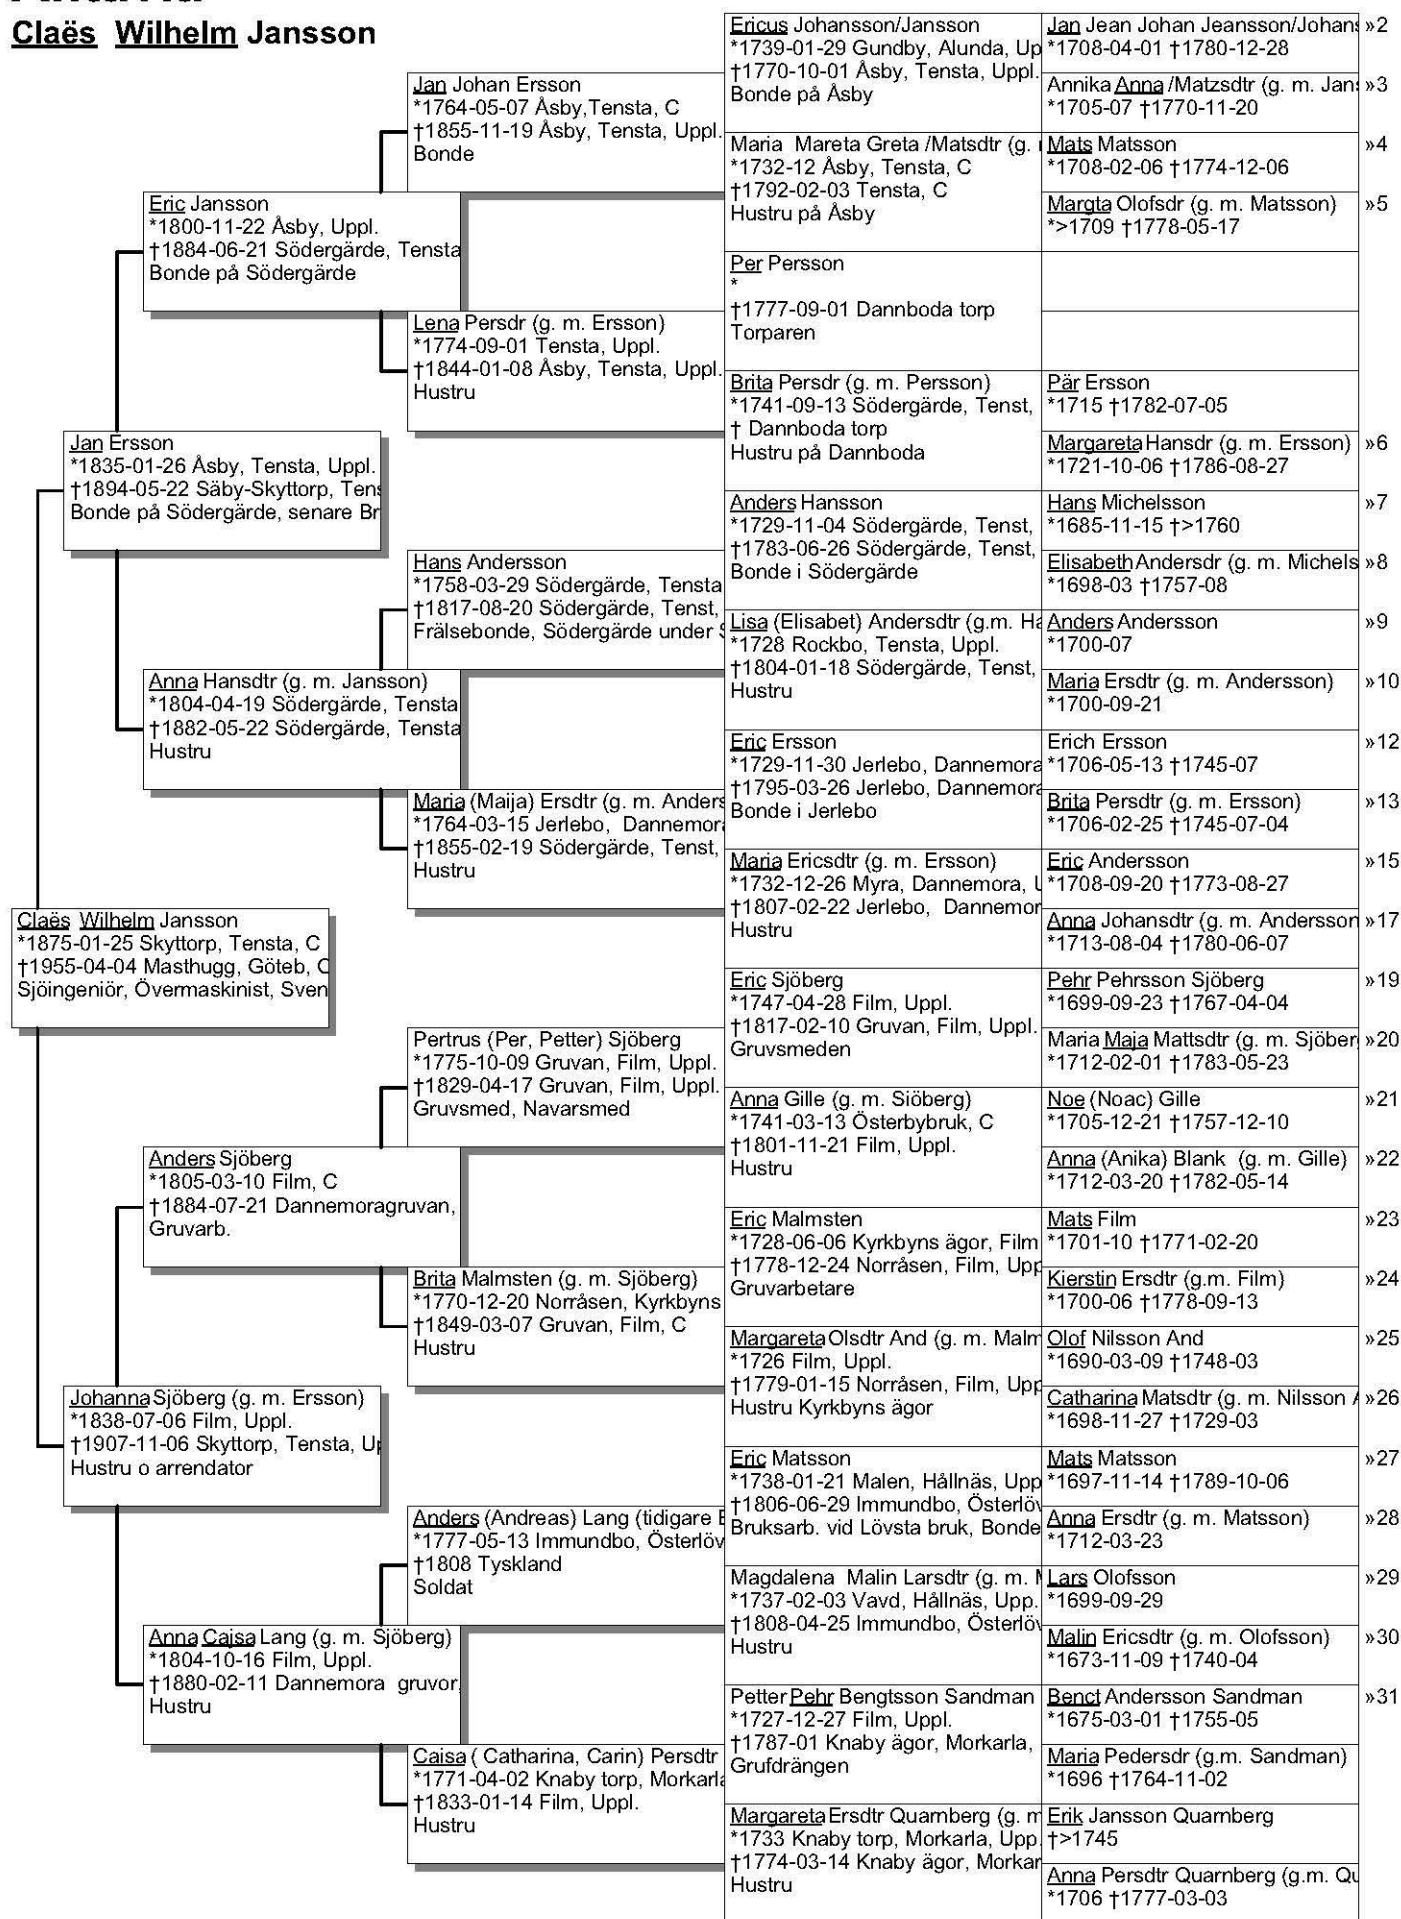 Claës Wilhelm Jansson
Claës Wilhelm Jansson
*1875-01-25 Skyttorp, Tensta, C
†1955-04-04 Masthugg, Göteb,
Sjöingeniör, Övermaskinist, Sven
Jan Ersson
*1835-01-26 Åsby, Tensta, Uppl.
†1894-05-22 Säby-Skyttorp, Tens
Bonde på Södergärde, senare Br
Johanna Sjöberg (g. m. Ersson)
*1838-07-06 Film, Uppl.
†1907-11-06 Skyttorp, Tensta, Up
Hustru o arrendator
Eric Jansson
*1800-11-22 Åsby, Uppl.
†1884-06-21 Södergärde, Tensta
Bonde på Södergärde
Anna Hansdtr (g. m. Jansson)
*1804-04-19 Södergärde, Tensta
†1882-05-22 Södergärde, Tensta
Hustru
Anders Sjöberg
*1805-03-10 Film, C
†1884-07-21 Dannemoragruvan,
Gruvarb.
Anna Cajsa Lang (g. m. Sjöberg)
*1804-10-16 Film, Uppl.
†1880-02-11 Dannemora gruvor,
Hustru
Jan Johan Ersson
*1764-05-07 Åsby,Tensta, C
†1855-11-19 Åsby, Tensta, Uppl.
Bonde
Lena Persdr (g. m. Ersson)
*1774-09-01 Tensta, Uppl.
†1844-01-08 Åsby, Tensta, Uppl.
Hustru
Hans Andersson
*1758-03-29 Södergärde, Tensta
†1817-08-20 Södergärde, Tenst,
Frälsebonde, Södergärde under
Maria (Maija) Ersdtr (g. m. Anders
*1764-03-15 Jerlebo, Dannemora
†1855-02-19 Södergärde, Tenst,
Hustru
Pertrus (Per, Petter) Sjöberg
*1775-10-09 Gruvan, Film, Uppl.
†1829-04-17 Gruvan, Film, Uppl.
Gruvsmed, Navarsmed
Brita Malmsten (g. m. Sjöberg)
*1770-12-20 Norråsen, Kyrkbyns
†1849-03-07 Gruvan, Film, C
Hustru
Anders (Andreas) Lang (tidigare
*1777-05-13 Immundbo, Österlöv
†1808 Tyskland
Soldat
Caisa ( Catharina, Carin) Persdtr
*1771-04-02 Knaby torp, Morkarla
†1833-01-14 Film, Uppl.
Hustru
Ericus Johansson/Jansson
*1739-01-29 Gundby, Alunda, Up
†1770-10-01 Åsby, Tensta, Uppl.
Bonde på Åsby
Maria Mareta Greta /Matsdtr (g.
*1732-12 Åsby, Tensta, C
†1792-02-03 Tensta, C
Hustru på Åsby
Per Persson
*
†1777-09-01 Dannboda torp
Torparen
Brita Persdr (g. m. Persson)
*1741-09-13 Södergärde, Tenst,
† Dannboda torp
Hustru på Dannboda
Anders Hansson
*1729-11-04 Södergärde, Tenst,
†1783-06-26 Södergärde, Tenst,
Bonde i Södergärde
Lisa (Elisabet) Andersdtr (g.m. Ha
*1728 Rockbo, Tensta, Uppl.
†1804-01-18 Södergärde, Tenst,
Hustru
Eric Ersson
*1729-11-30 Jerlebo, Dannemora
†1795-03-26 Jerlebo, Dannemora
Bonde i Jerlebo
Maria Ericsdtr (g. m. Ersson)
*1732-12-26 Myra, Dannemora,
†1807-02-22 Jerlebo, Dannemor
Hustru
Eric Sjöberg
*1747-04-28 Film, Uppl.
†1817-02-10 Gruvan, Film, Uppl.
Gruvsmeden
Anna Gille (g. m. Siöberg)
*1741-03-13 Österbybruk, C
†1801-11-21 Film, Uppl.
Hustru
Eric Malmsten
*1728-06-06 Kyrkbyns ägor, Film
†1778-12-24 Norråsen, Film, Upp
Gruvarbetare
Margareta Olsdtr And (g. m. Malm
*1726 Film, Uppl.
†1779-01-15 Norråsen, Film, Upp
Hustru Kyrkbyns ägor
Eric Matsson
*1738-01-21 Malen, Hållnäs, Upp
†1806-06-29 Immundbo, Österlöv
Bruksarb. vid Lövsta bruk, Bonde
Magdalena Malin Larsdtr (g. m.
*1737-02-03 Vavd, Hållnäs, Upp.
†1808-04-25 Immundbo, Österlöv
Hustru
Petter Pehr Bengtsson Sandman
*1727-12-27 Film, Uppl.
†1787-01 Knaby ägor, Morkarla,
Grufdrängen
Margareta Ersdtr Quarnberg (g. m
*1733 Knaby torp, Morkarla, Upp.
†1774-03-14 Knaby ägor, Morkar
Hustru
Jan Jean Johan Jeansson/Johans »2
*1708-04-01 †1780-12-28
Annika Anna /Matzsdtr (g. m. Jans »3
*1705-07 †1770-11-20
Mats Matsson »4
*1708-02-06 †1774-12-06
Margta Olofsdr (g. m. Matsson) »5
*>1709 †1778-05-17
Pär Ersson
*1715 †1782-07-05
Margareta Hansdr (g. m. Ersson) »6
*1721-10-06 †1786-08-27
Hans Michelsson »7
*1685-11-15 †>1760
Elisabeth Andersdr (g. m. Michels »8
*1698-03 †1757-08
Anders Andersson »9
*1700-07
Maria Ersdtr (g. m. Andersson) »10
*1700-09-21
Erich Ersson »12
*1706-05-13 †1745-07
Brita Persdtr (g. m. Ersson) »13
*1706-02-25 †1745-07-04
Eric Andersson »15
*1708-09-20 †1773-08-27
Anna Johansdtr (g. m. Andersson »17
*1713-08-04 †1780-06-07
Pehr Pehrsson Sjöberg »19
*1699-09-23 †1767-04-04
Maria Maja Mattsdtr (g. m. Sjöber »20
*1712-02-01 †1783-05-23
Noe (Noac) Gille »21
*1705-12-21 †1757-12-10
Anna (Anika) Blank (g. m. Gille) »22
*1712-03-20 †1782-05-14
Mats Film »23
*1701-10 †1771-02-20
Kierstin Ersdtr (g.m. Film) »24
*1700-06 †1778-09-13
Olof Nilsson And »25
*1690-03-09 †1748-03
Catharina Matsdtr (g. m. Nilsson »26
*1698-11-27 †1729-03
Mats Matsson »27
*1697-11-14 †1789-10-06
Anna Ersdtr (g. m. Matsson) »28
*1712-03-23
Lars Olofsson »29
*1699-09-29
Malin Ericsdtr (g. m. Olofsson) »30
*1673-11-09 †1740-04
Benct Andersson Sandman »31
*1675-03-01 †1755-05
Maria Pedersdr (g.m. Sandman)
*1696 †1764-11-02
Erik Jansson Quarnberg
†>1745
Anna Persdtr Quarnberg (g.m. Qu
*1706 †1777-03-03